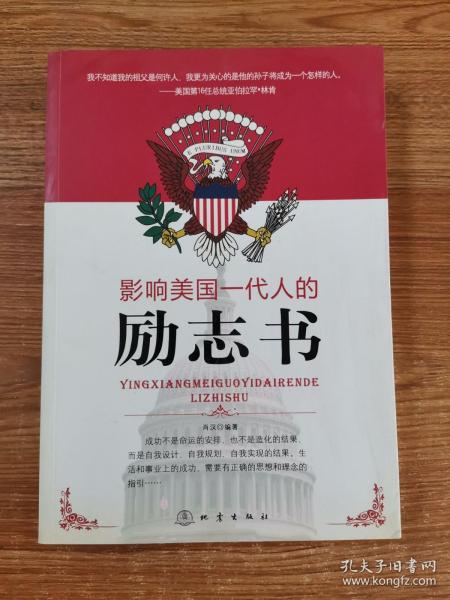 我不知道我的祖父是何许人，我更为关心的是他的孙子将成为一个怎样的人。
——美国第16任总统亚伯拉罕•林肯
E PLURIBUS UNUM
影响美国一代人的
励志书
YINGXIANGMEIGUOYIDAIRENDE
LIZHISHU
肖汉◎编著
成功不是命运的安排，也不是造化的结果，
而是自我设计、自我规划、自我实现的结果。生
活和事业上的成功，需要有正确的思想和理念的
指引……
地震出版社
孔夫子旧书网
www.kongfz.com